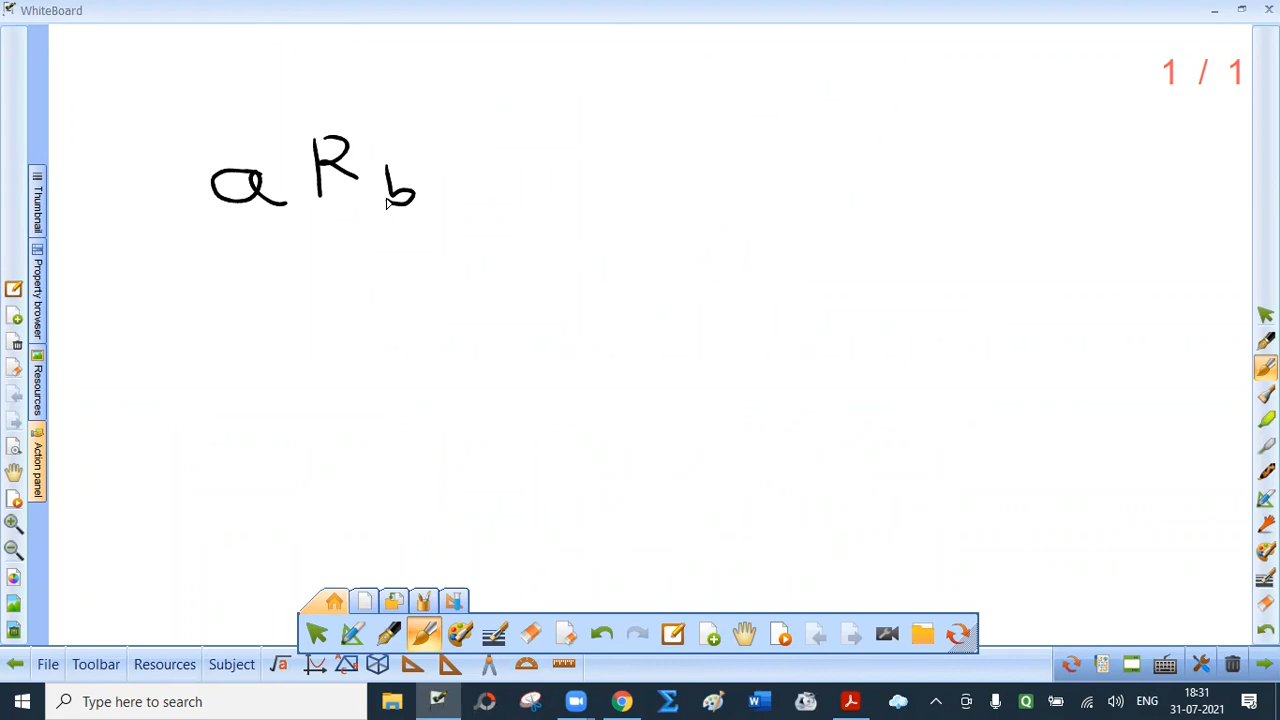 WhiteBoard
1 / 1
a R b
Thumbnail
Property browser
Resources
Action panel
File Toolbar Resources Subject
Type here to search
ENG
18:31
31-07-2021